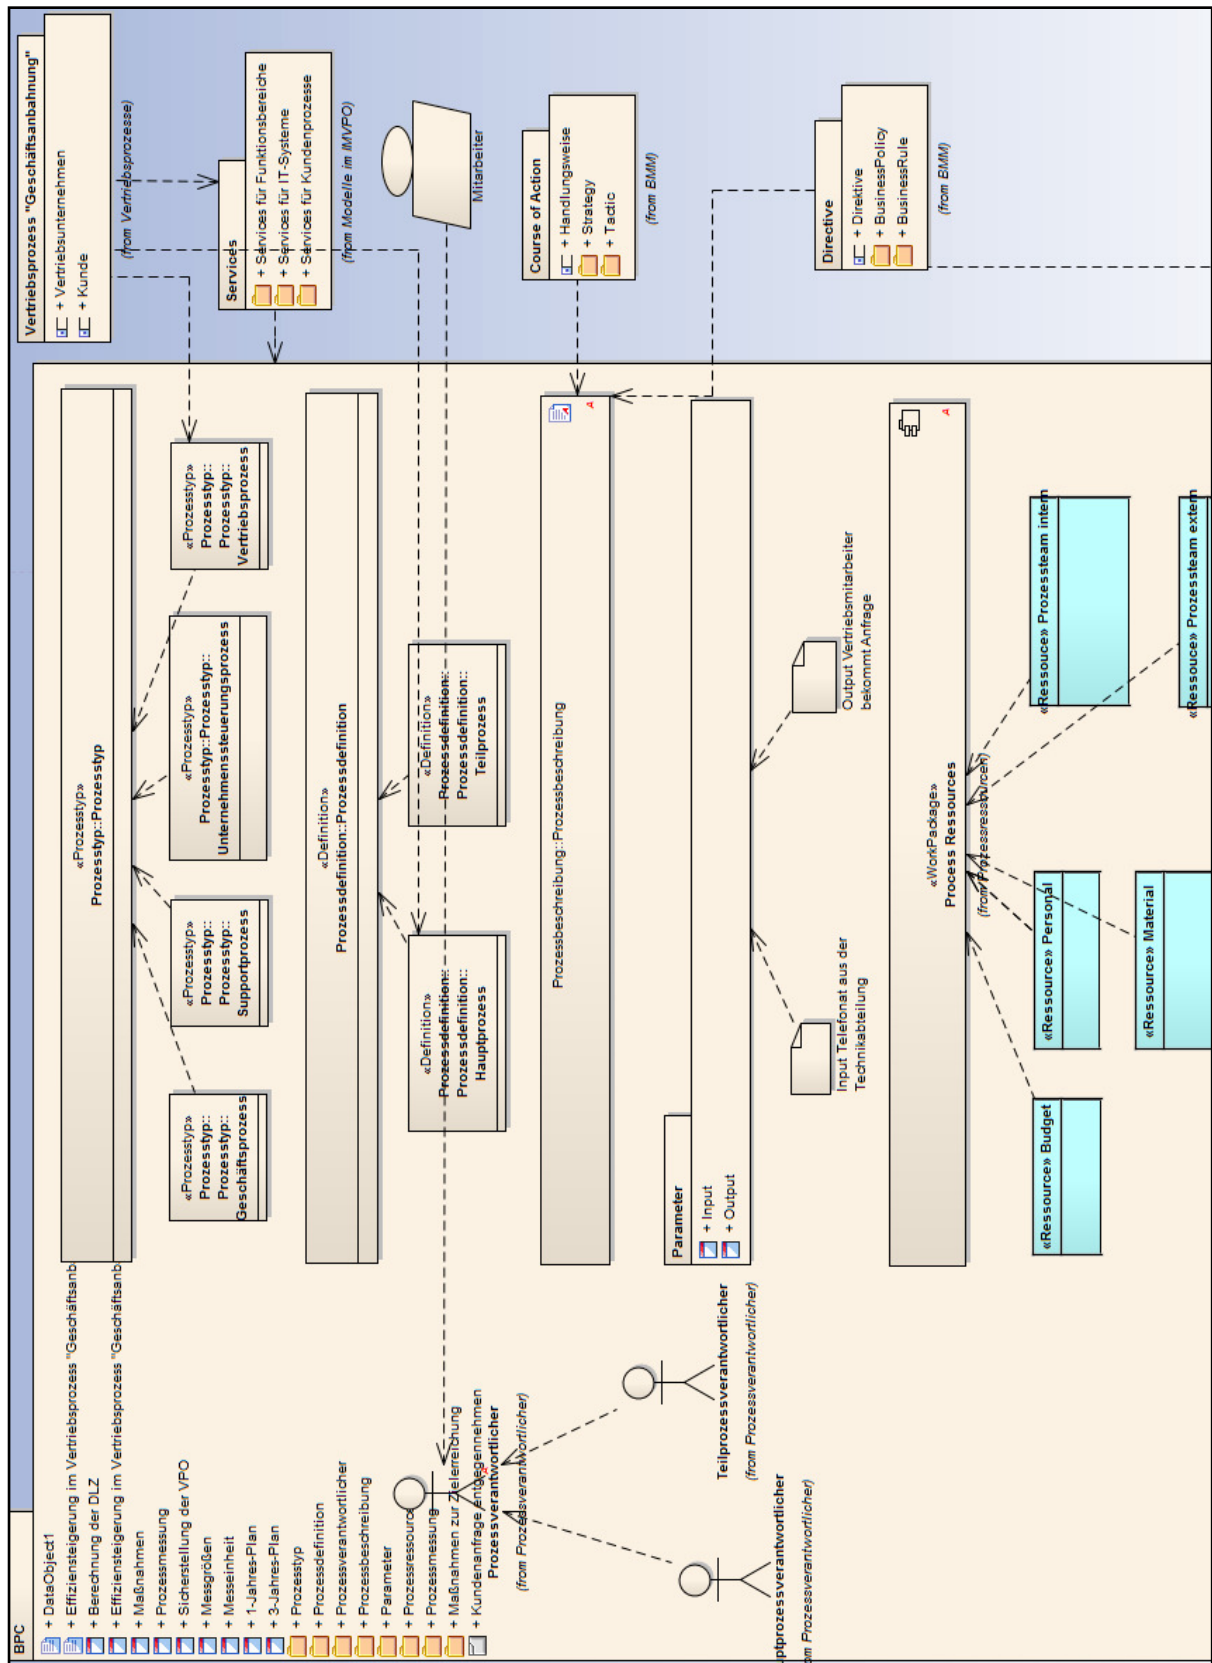 BPC
+ DataObject1
+ Effiziensteigerung im Vertriebsprozess "Geschäftsanb
+ Berechnung der DLZ
+ Effiziensteigerung im Vertriebsprozess "Geschäftsanb
+ Maßnahmen
+ Prozessmessung
+ Sicherstellung der VPO
+ Messgrößen
+ Messeinheit
+ 1-Jahres-Plan
+ 3-Jahres-Plan
+ Prozesstyp
+ Prozessdefinition
+ Prozessverantwortlicher
+ Prozessbeschreibung
+ Parameter
+ Prozessressourc
+ Prozessmessung
+ Maßnahmen zur Zielerreichung
+ Kundenanfrage entgegennehmen
Prozessverantwortlicher
(from Prozessverantwortlicher)
Teilprozessverantwortlicher
(from Prozessverantwortlicher)
uptprozessverantwortlicher
om Prozessverantwortlicher)
«Prozesstyp»
Prozesstyp::Prozesstyp
«Prozesstyp»
Prozesstyp::
Prozesstyp::
Geschäftsprozess
«Prozesstyp»
Prozesstyp::
Prozesstyp::
Supportprozess
«Prozesstyp»
Prozesstyp::Prozesstyp::
Unternehmenssteuerungsprozess
«Prozesstyp»
Prozesstyp::
Prozesstyp::
Vertriebsprozess
«Definition»
Prozessdefinition::Prozessdefinition
«Definition»
Prozessdefinition::
Prozessdefinition::
Hauptprozess
«Definition»
Prozessdefinition::
Prozessdefinition::
Teilprozess
Prozessbeschreibung::Prozessbeschreibung
A
Parameter
+ Input
+ Output
Input Telefonat aus der
Technikabteilung
Output Vertriebsmitarbeiter
bekommt Anfrage
«WorkPackage»
Process Ressources
(from Prozessressourcen)
A
«Ressource» Budget
«Ressource» Personal
«Ressource» Material
«Ressouce» Prozessteam intern
«Ressouce» Prozessteam extern
Vertriebsprozess "Geschäftsanbahnung"
+ Vertriebsunternehmen
+ Kunde
(from Vertriebsprozesse)
Services
+ Services für Funktionsbereiche
+ Services für IT-Systeme
+ Services für Kundenprozesse
(from Modelle im IMVPO)
Mitarbeiter
Course of Action
+ Handlungsweise
+ Strategy
+ Tactic
(from BMM)
Directive
+ Direktive
+ BusinessPolicy
+ BusinessRule
(from BMM)